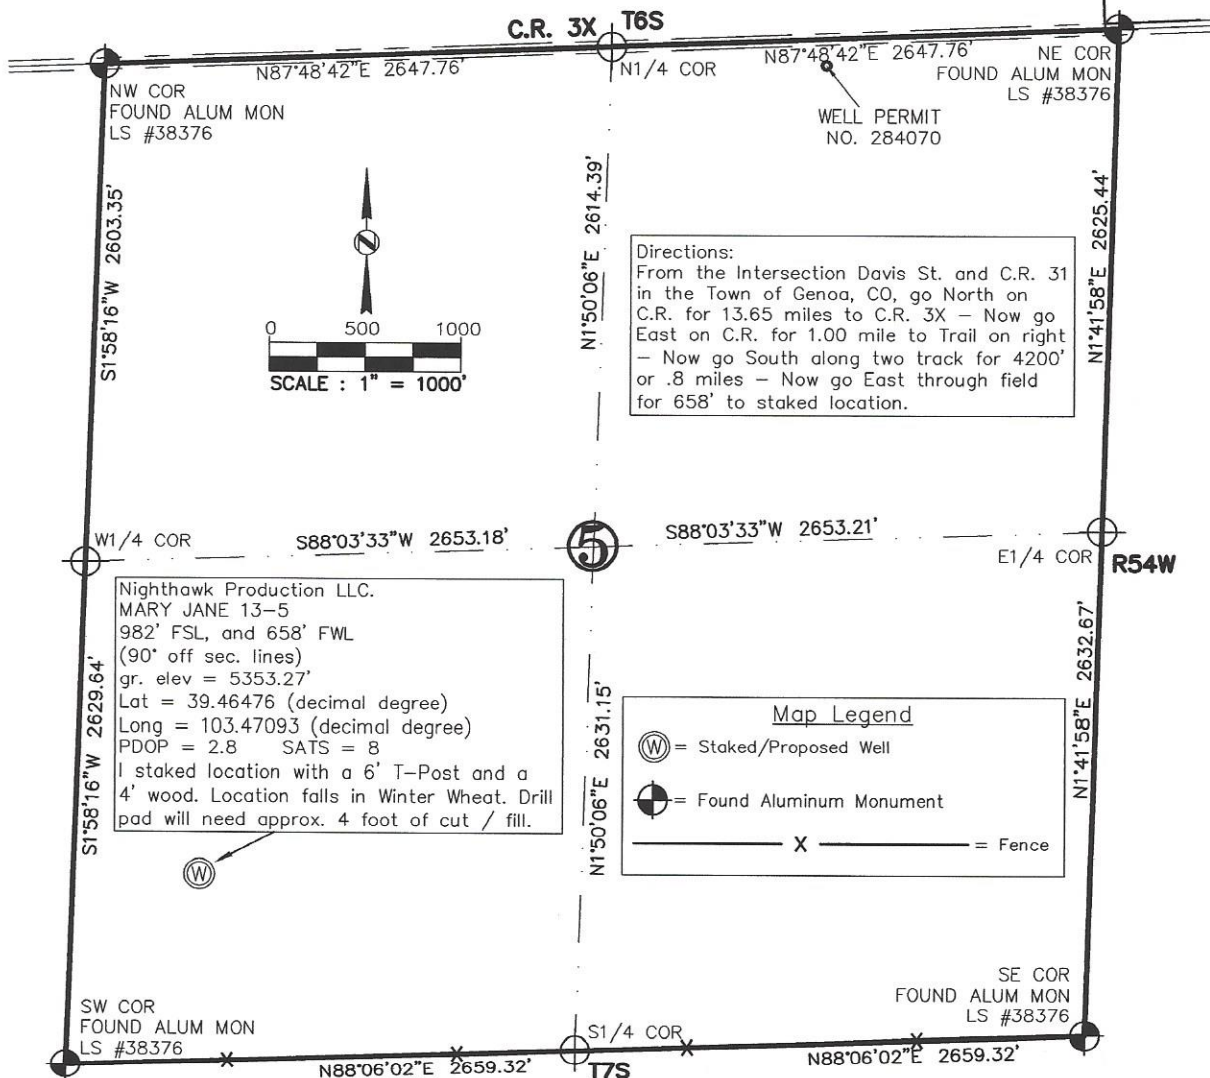 C.R. 3X T6S
N87°48'42"E 2647.76'
N1/4 COR
N87°48'42"E 2647.76'
NE COR
FOUND ALUM MON
LS #38376
NW COR
FOUND ALUM MON
LS #38376
WELL PERMIT
NO. 284070
S1°58'16"W 2603.35'
N1°50'06"E 2614.39'
N1°41'58"E 2625.44'
N
0 500 1000
SCALE : 1" = 1000'
Directions:
From the Intersection Davis St. and C.R. 31
in the Town of Genoa, CO, go North on
C.R. for 13.65 miles to C.R. 3X – Now go
East on C.R. for 1.00 mile to Trail on right
– Now go South along two track for 4200'
or .8 miles – Now go East through field
for 658' to staked location.
W1/4 COR
S88°03'33"W 2653.18'
5
S88°03'33"W 2653.21'
E1/4 COR
R54W
Nighthawk Production LLC.
MARY JANE 13–5
982' FSL, and 658' FWL
(90° off sec. lines)
gr. elev = 5353.27'
Lat = 39.46476 (decimal degree)
Long = 103.47093 (decimal degree)
PDOP = 2.8 SATS = 8
I staked location with a 6' T–Post and a
4' wood. Location falls in Winter Wheat. Drill
pad will need approx. 4 foot of cut / fill.
S1°58'16"W 2629.64'
N1°50'06"E 2631.15'
N1°41'58"E 2632.67'
Map Legend
W = Staked/Proposed Well
= Found Aluminum Monument
X = Fence
W
SW COR
FOUND ALUM MON
LS #38376
S1/4 COR
SE COR
FOUND ALUM MON
LS #38376
X X X X
N88°06'02"E 2659.32'
T7S
N88°06'02"E 2659.32'